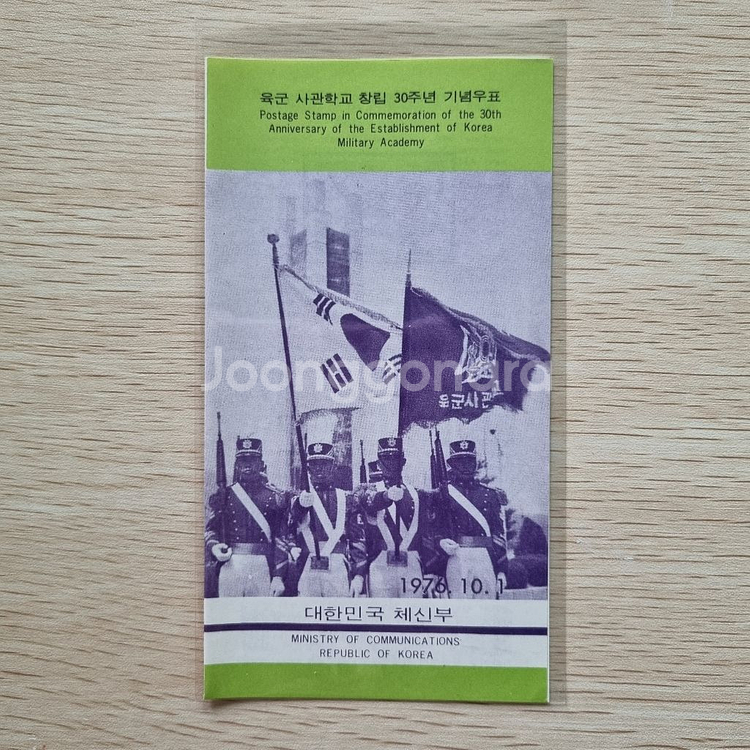 육군 사관학교 창립 30주년 기념우표
Postage Stamp in Commemoration of the 30th
Anniversary of the Establishment of Korea
Military Academy
Joonggonara
육군사관
1976. 10. 1
대한민국 체신부
MINISTRY OF COMMUNICATIONS
REPUBLIC OF KOREA